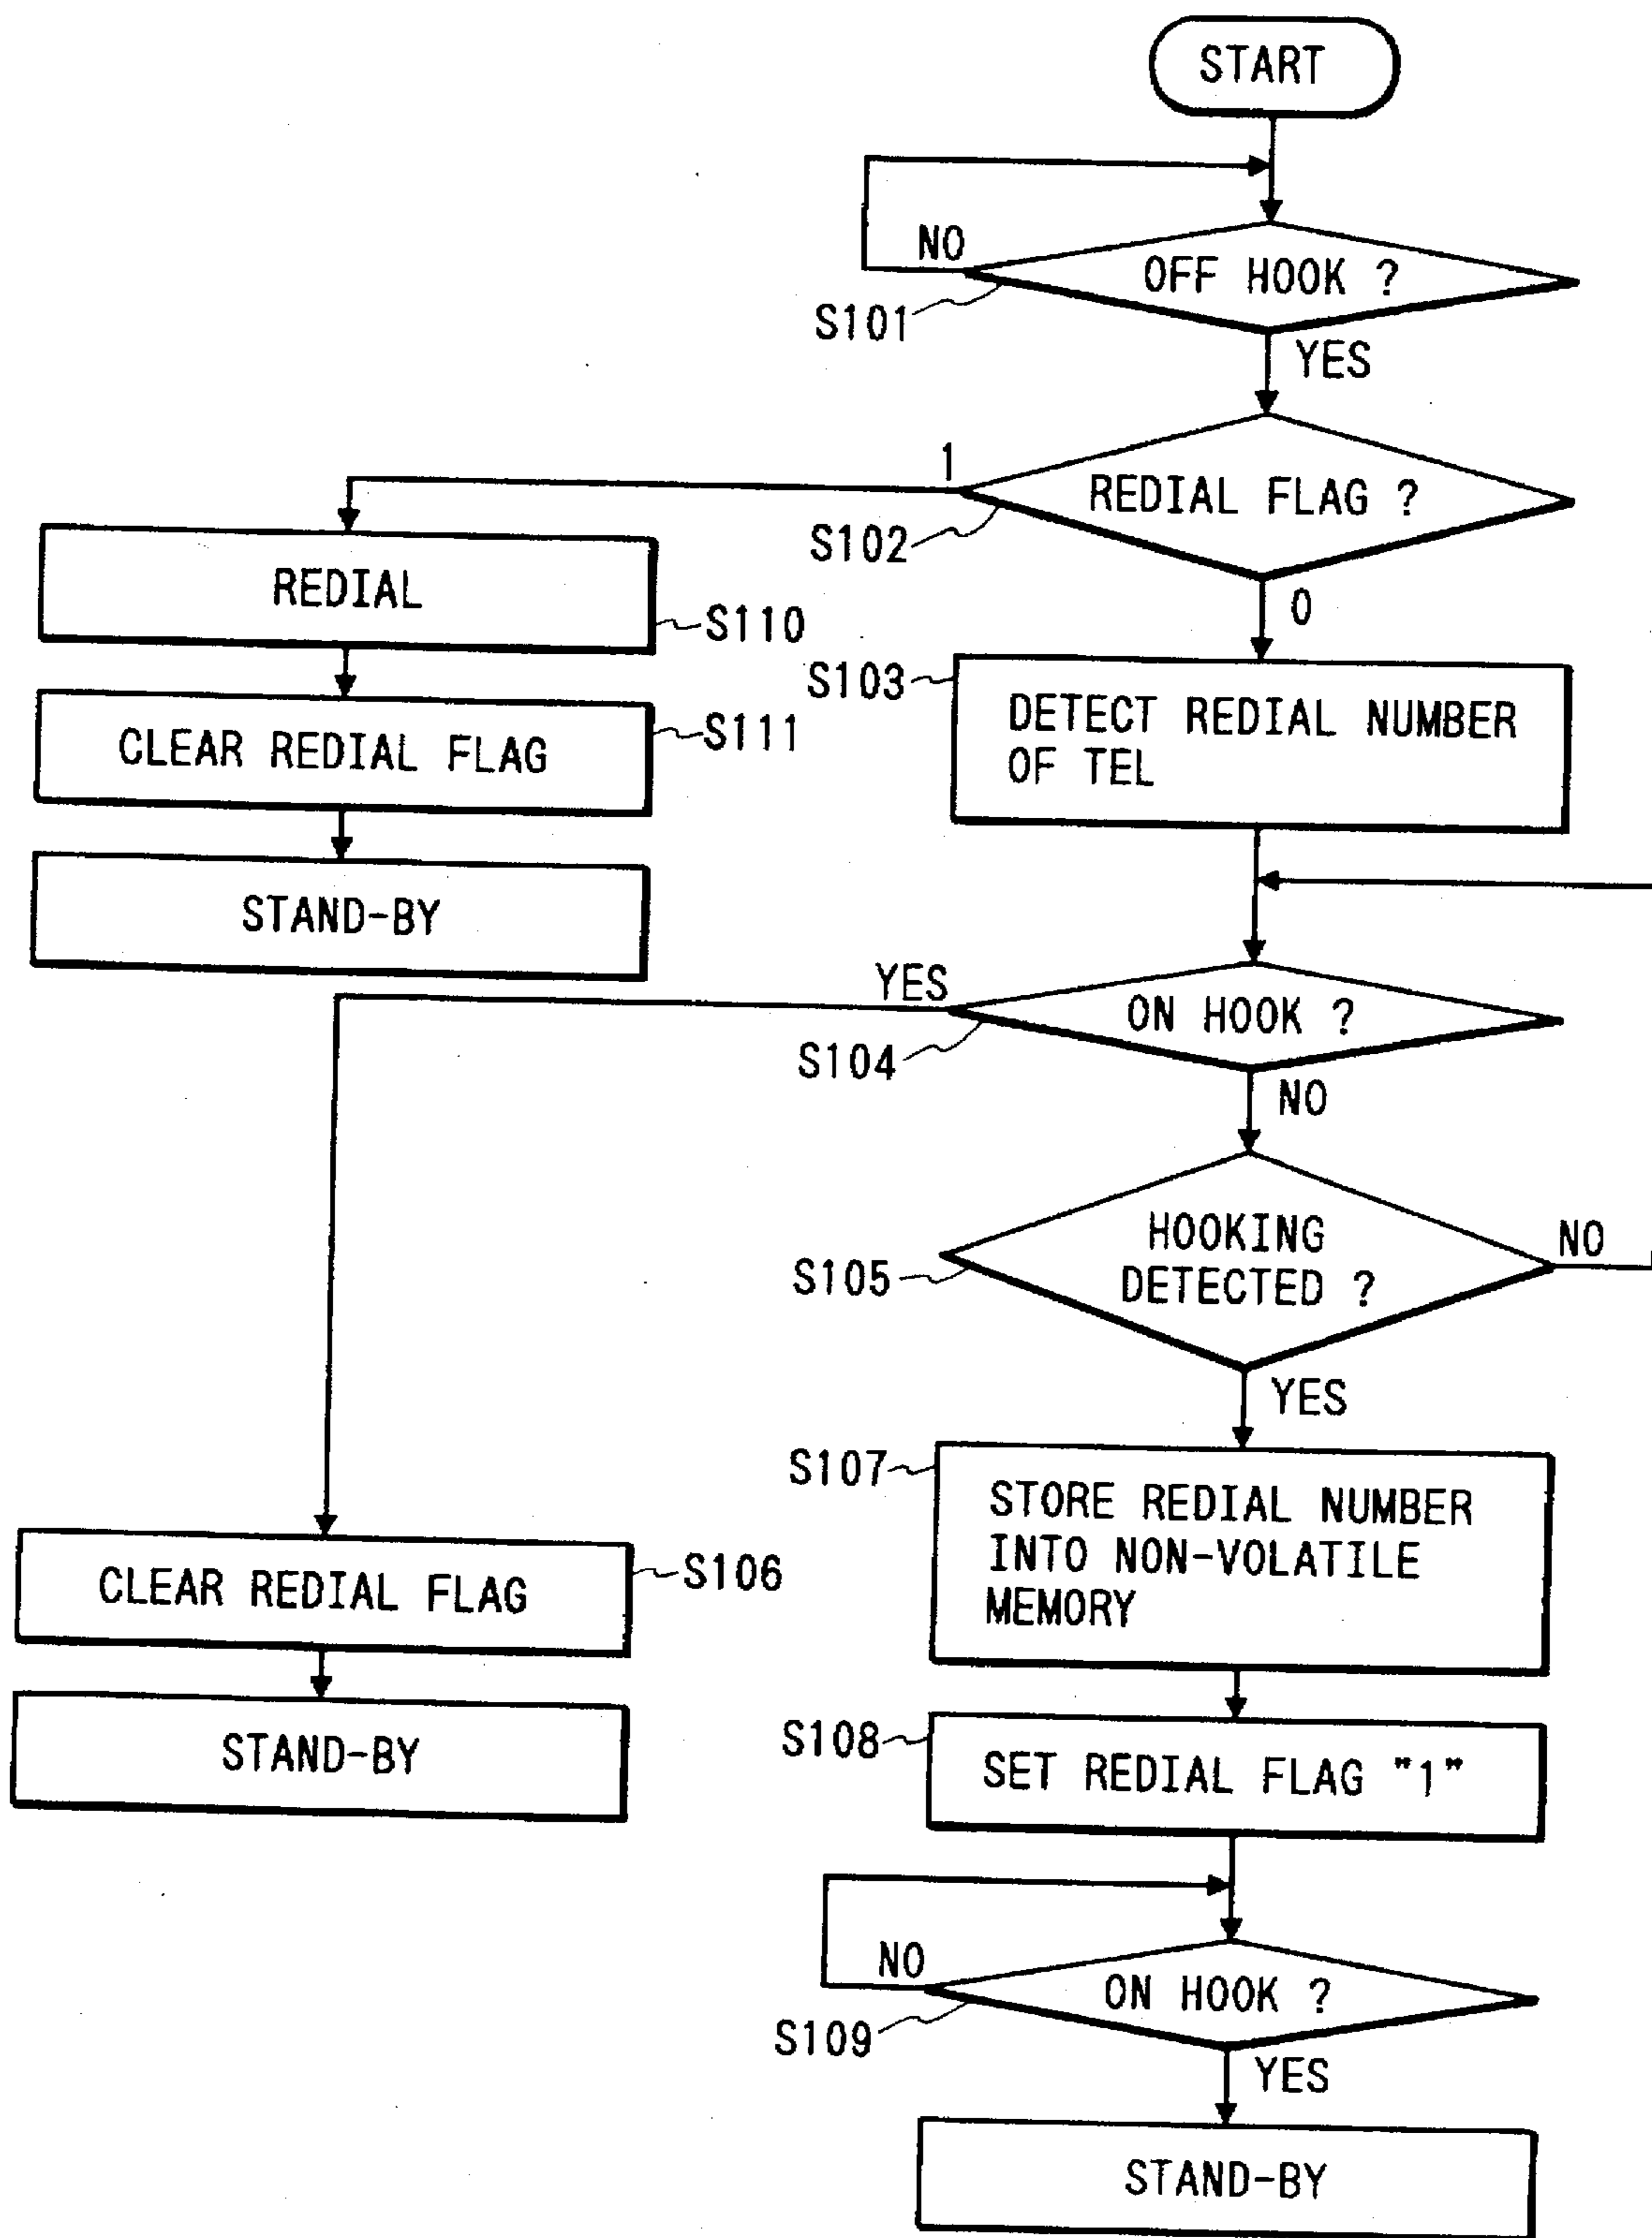 START
NO
OFF HOOK ?
S101
YES
1
REDIAL FLAG ?
S102
0
REDIAL
S110
S103
DETECT REDIAL NUMBER
OF TEL
CLEAR REDIAL FLAG
S111
STAND-BY
YES
ON HOOK ?
S104
NO
HOOKING
DETECTED ?
NO
S105
YES
S107
STORE REDIAL NUMBER
INTO NON-VOLATILE
MEMORY
CLEAR REDIAL FLAG
S106
STAND-BY
S108
SET REDIAL FLAG "1"
NO
ON HOOK ?
S109
YES
STAND-BY